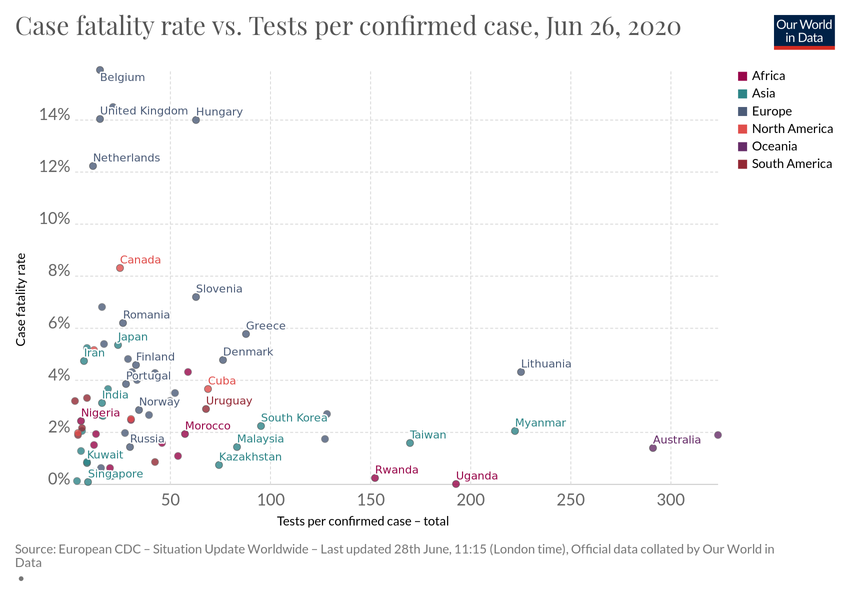 Case fatality rate vs. Tests per confirmed case, Jun 26, 2020
Our World
in Data
Belgium
United Kingdom
Hungary
Netherlands
Canada
Slovenia
Romania
Greece
Japan
Iran
Finland
Denmark
Lithuania
Portugal
Cuba
India
Uruguay
Norway
Nigeria
South Korea
Myanmar
Morocco
Russia
Malaysia
Taiwan
Australia
Kuwait
Kazakhstan
Singapore
Rwanda
Uganda
14%
12%
10%
8%
6%
4%
2%
0%
50
100
150
200
250
300
Case fatality rate
Tests per confirmed case – total
Africa
Asia
Europe
North America
Oceania
South America
Source: European CDC – Situation Update Worldwide – Last updated 28th June, 11:15 (London time), Official data collated by Our World in
Data